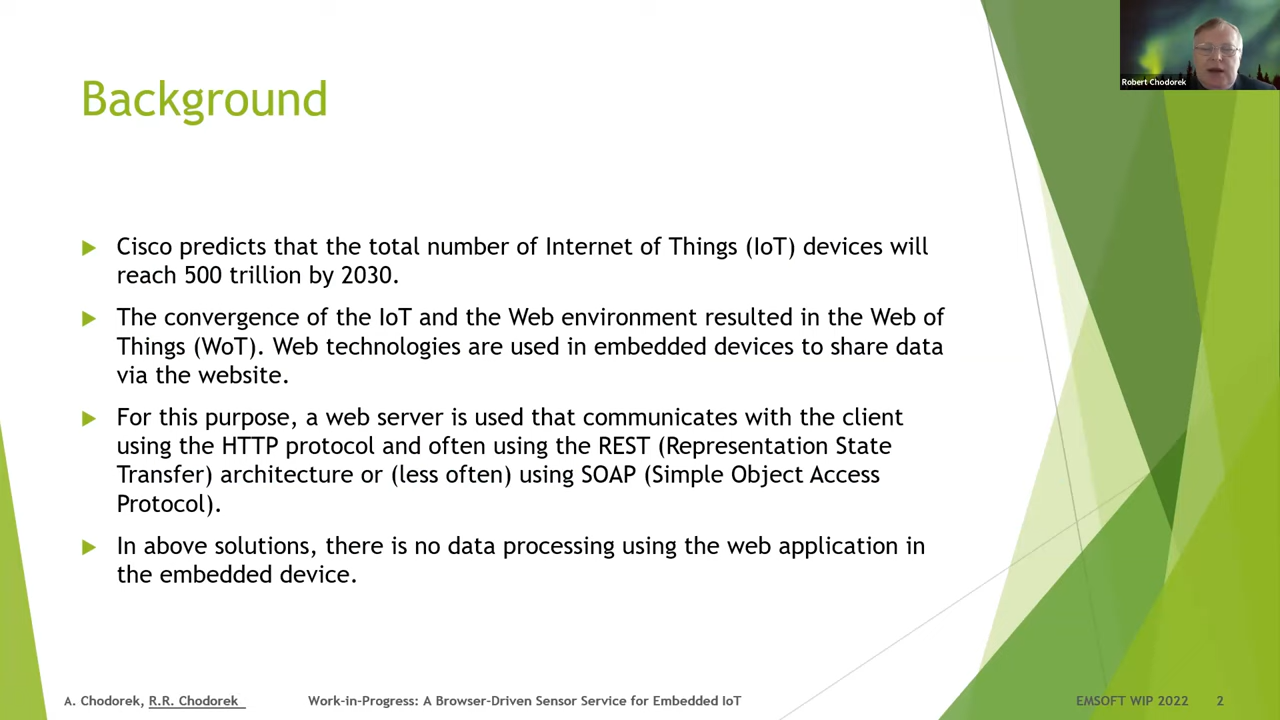 Robert Chodorek
Background
Cisco predicts that the total number of Internet of Things (IoT) devices will
reach 500 trillion by 2030.
The convergence of the IoT and the Web environment resulted in the Web of
Things (WoT). Web technologies are used in embedded devices to share data
via the website.
For this purpose, a web server is used that communicates with the client
using the HTTP protocol and often using the REST (Representation State
Transfer) architecture or (less often) using SOAP (Simple Object Access
Protocol).
In above solutions, there is no data processing using the web application in
the embedded device.
A. Chodorek, R.R. Chodorek Work-in-Progress: A Browser-Driven Sensor Service for Embedded IoT EMSOFT WIP 2022 2